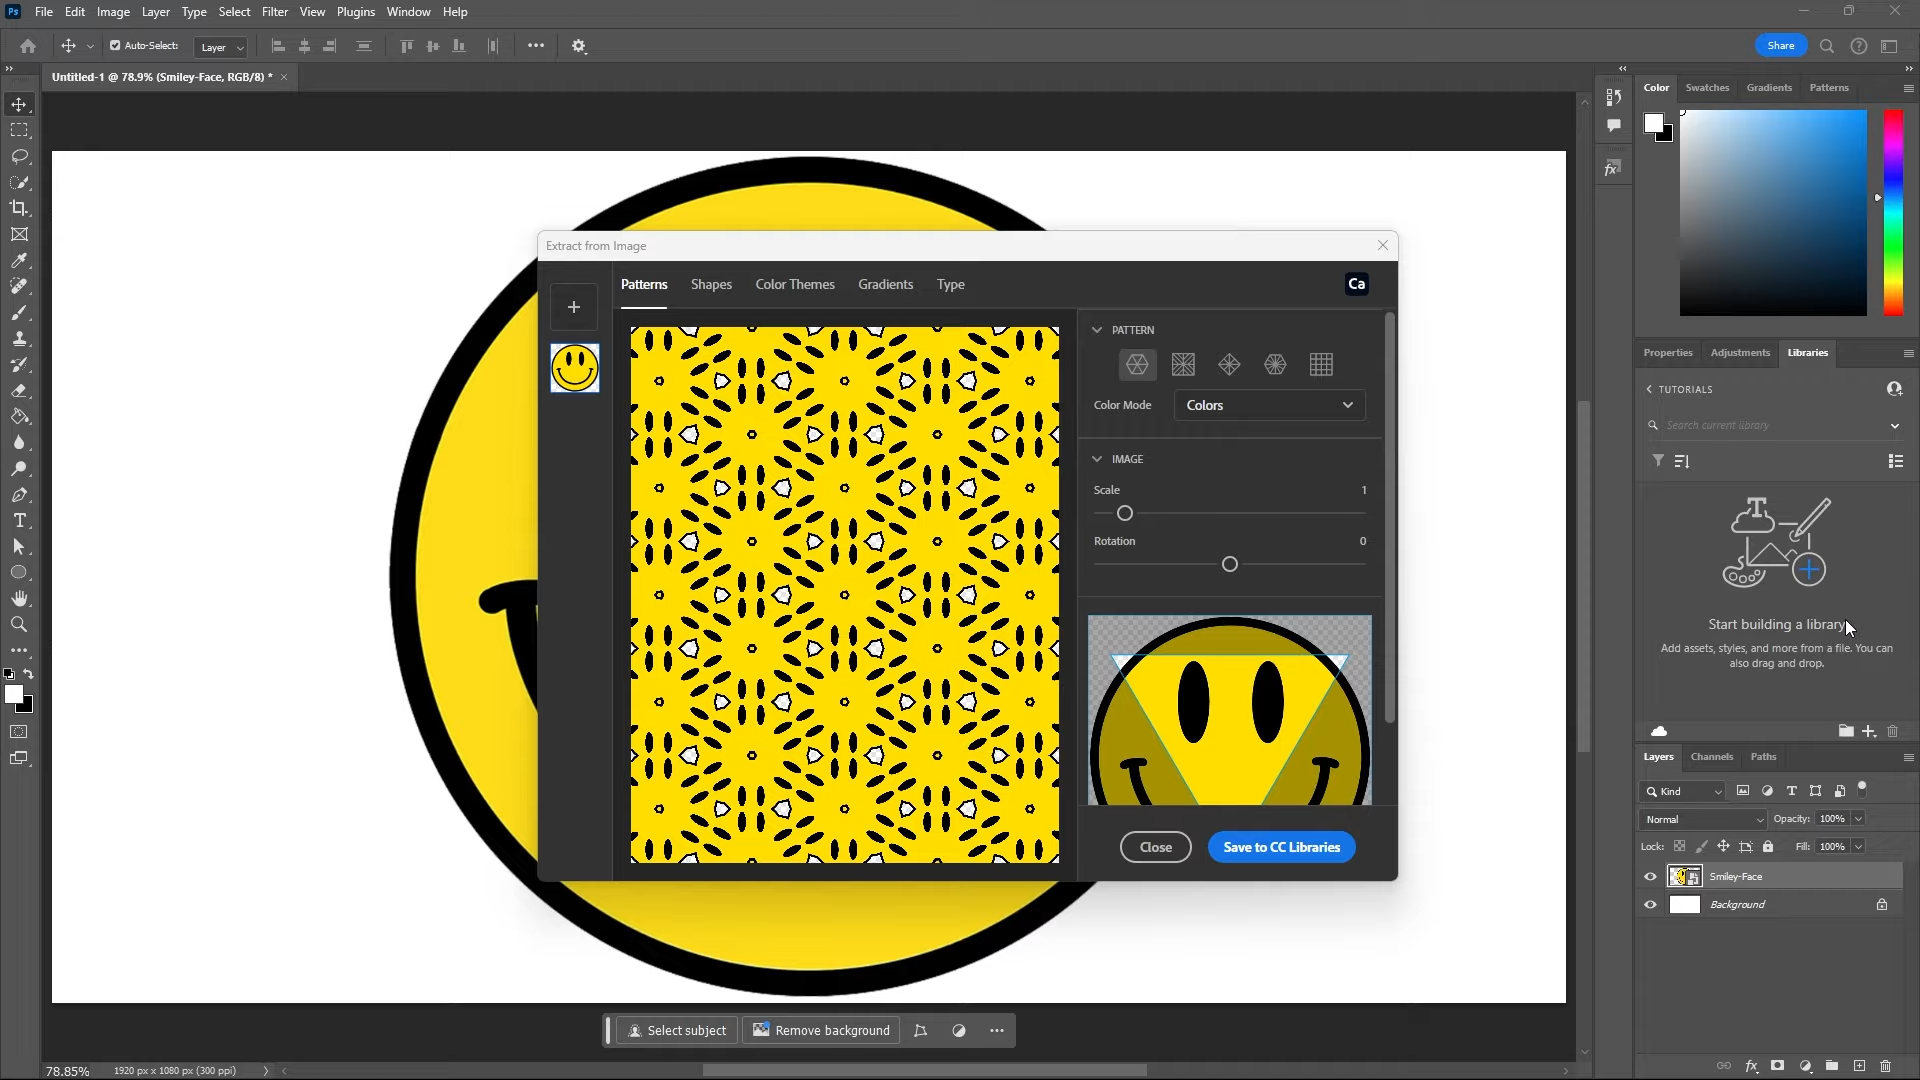 Ps File Edit Image Layer Type Select Filter View Plugins Window Help
Auto-Select: Layer
Share
Untitled-1 @ 78.9% (Smiley-Face, RGB/8) *
Color Swatches Gradients Patterns
Extract from Image
Patterns Shapes Color Themes Gradients Type
Ca
PATTERN
Color Mode Colors
IMAGE
Scale 1
Rotation 0
Close Save to CC Libraries
Properties Adjustments Libraries
TUTORIALS
Search current library
Start building a library
Add assets, styles, and more from a file. You can
also drag and drop.
Layers Channels Paths
Kind
Normal Opacity: 100%
Lock: Fill: 100%
Smiley-Face
Background
Select subject Remove background
78.85% 1920 px x 1080 px (300 ppi)
fx